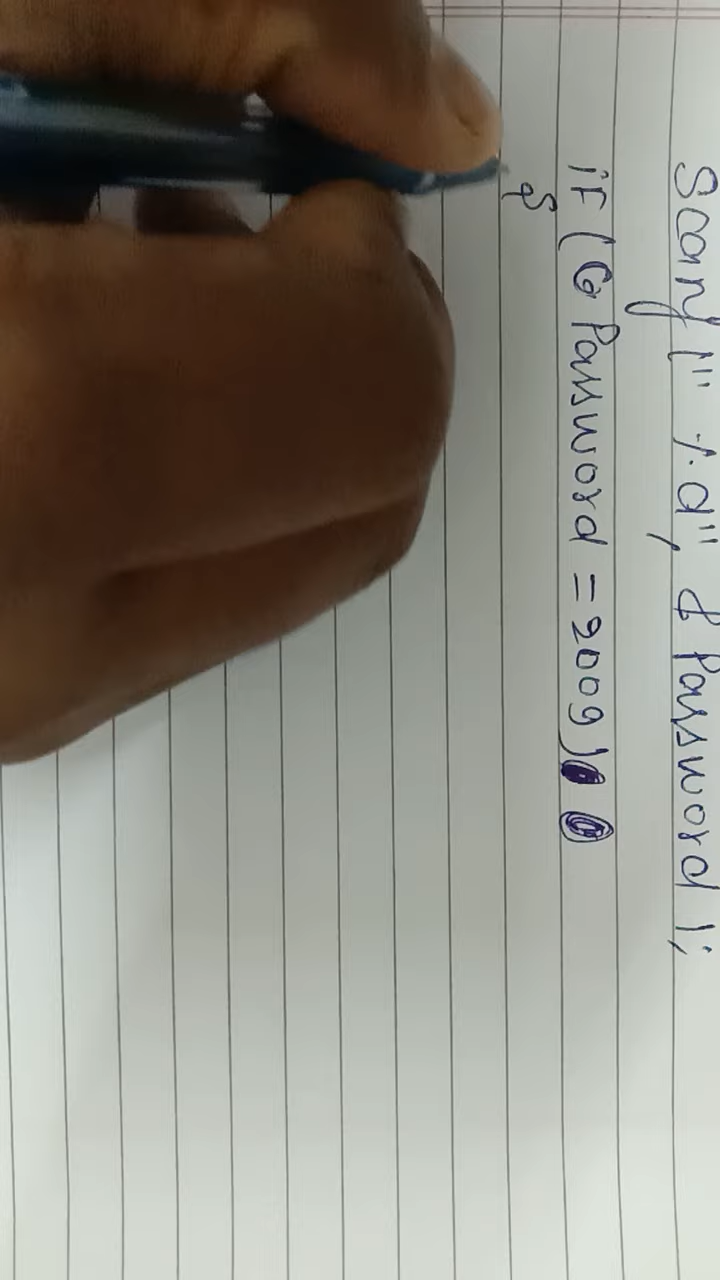 Scanf ("%d", & Password);
if ( Password = 2009)
{